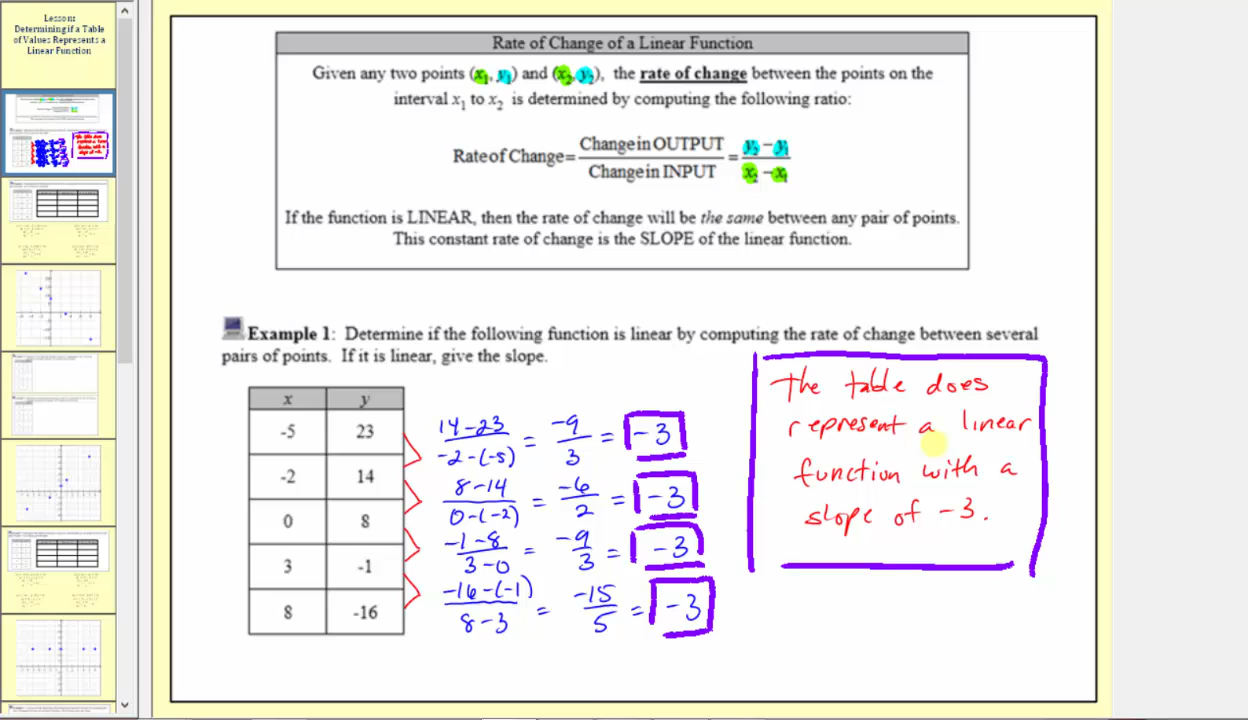 Lesson:
Determining if a Table
of Values Represents a
Linear Function
Rate of Change of a Linear Function
Given any two points (x₁, y₁) and (x₂, y₂), the rate of change between the points on the
interval x₁ to x₂ is determined by computing the following ratio:
Rate of Change = Change in OUTPUT / Change in INPUT = y₂ − y₁ / x₂ − x₁
If the function is LINEAR, then the rate of change will be the same between any pair of points.
This constant rate of change is the SLOPE of the linear function.
Example 1: Determine if the following function is linear by computing the rate of change between several
pairs of points. If it is linear, give the slope.
x y
-5 23
-2 14
0 8
3 -1
8 -16
14-23 / -2-(-5) = -9 / 3 = -3
8-14 / 0-(-2) = -6 / 2 = -3
-1-8 / 3-0 = -9 / 3 = -3
-16-(-1) / 8-3 = -15 / 5 = -3
The table does
represent a linear
function with a
slope of -3.